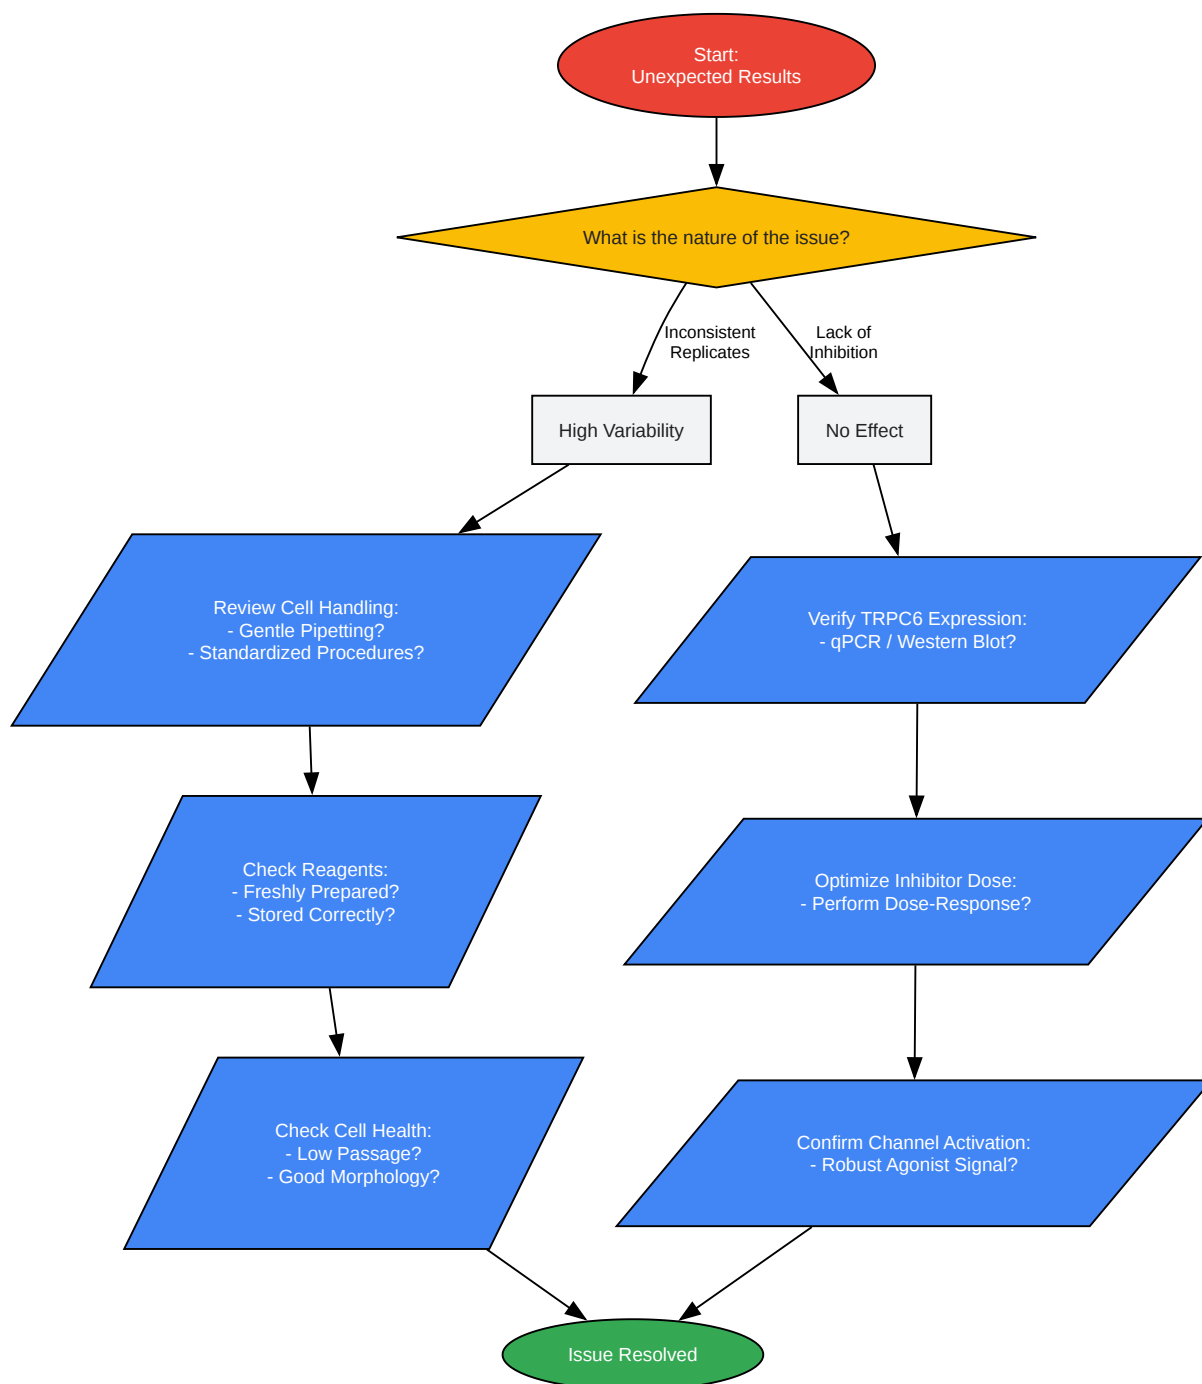 Start:
Unexpected Results
What is the nature of the issue?
Inconsistent
Replicates
Lack of
Inhibition
High Variability
No Effect
Review Cell Handling:
- Gentle Pipetting?
- Standardized Procedures?
Verify TRPC6 Expression:
- qPCR / Western Blot?
Check Reagents:
- Freshly Prepared?
- Stored Correctly?
Optimize Inhibitor Dose:
- Perform Dose-Response?
Check Cell Health:
- Low Passage?
- Good Morphology?
Confirm Channel Activation:
- Robust Agonist Signal?
Issue Resolved